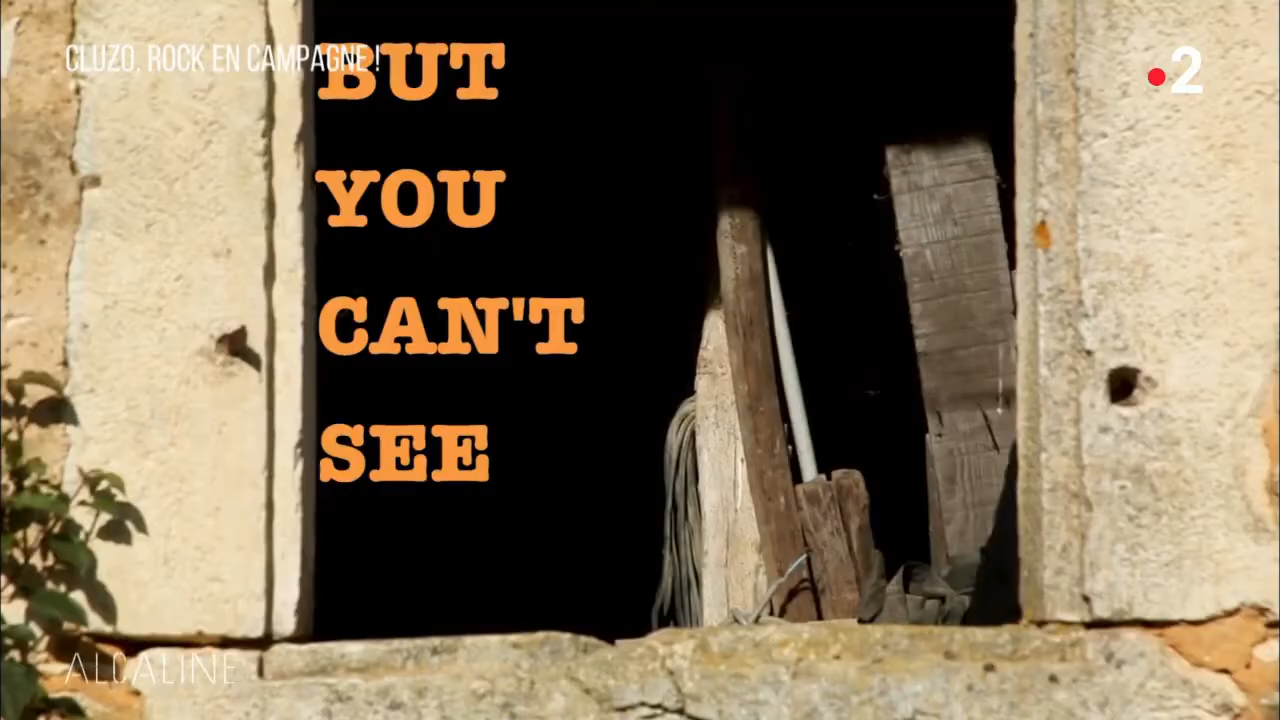 CLUZO, ROCK EN CAMPAGNE !
2
BUT
YOU
CAN'T
SEE
ALCALINE